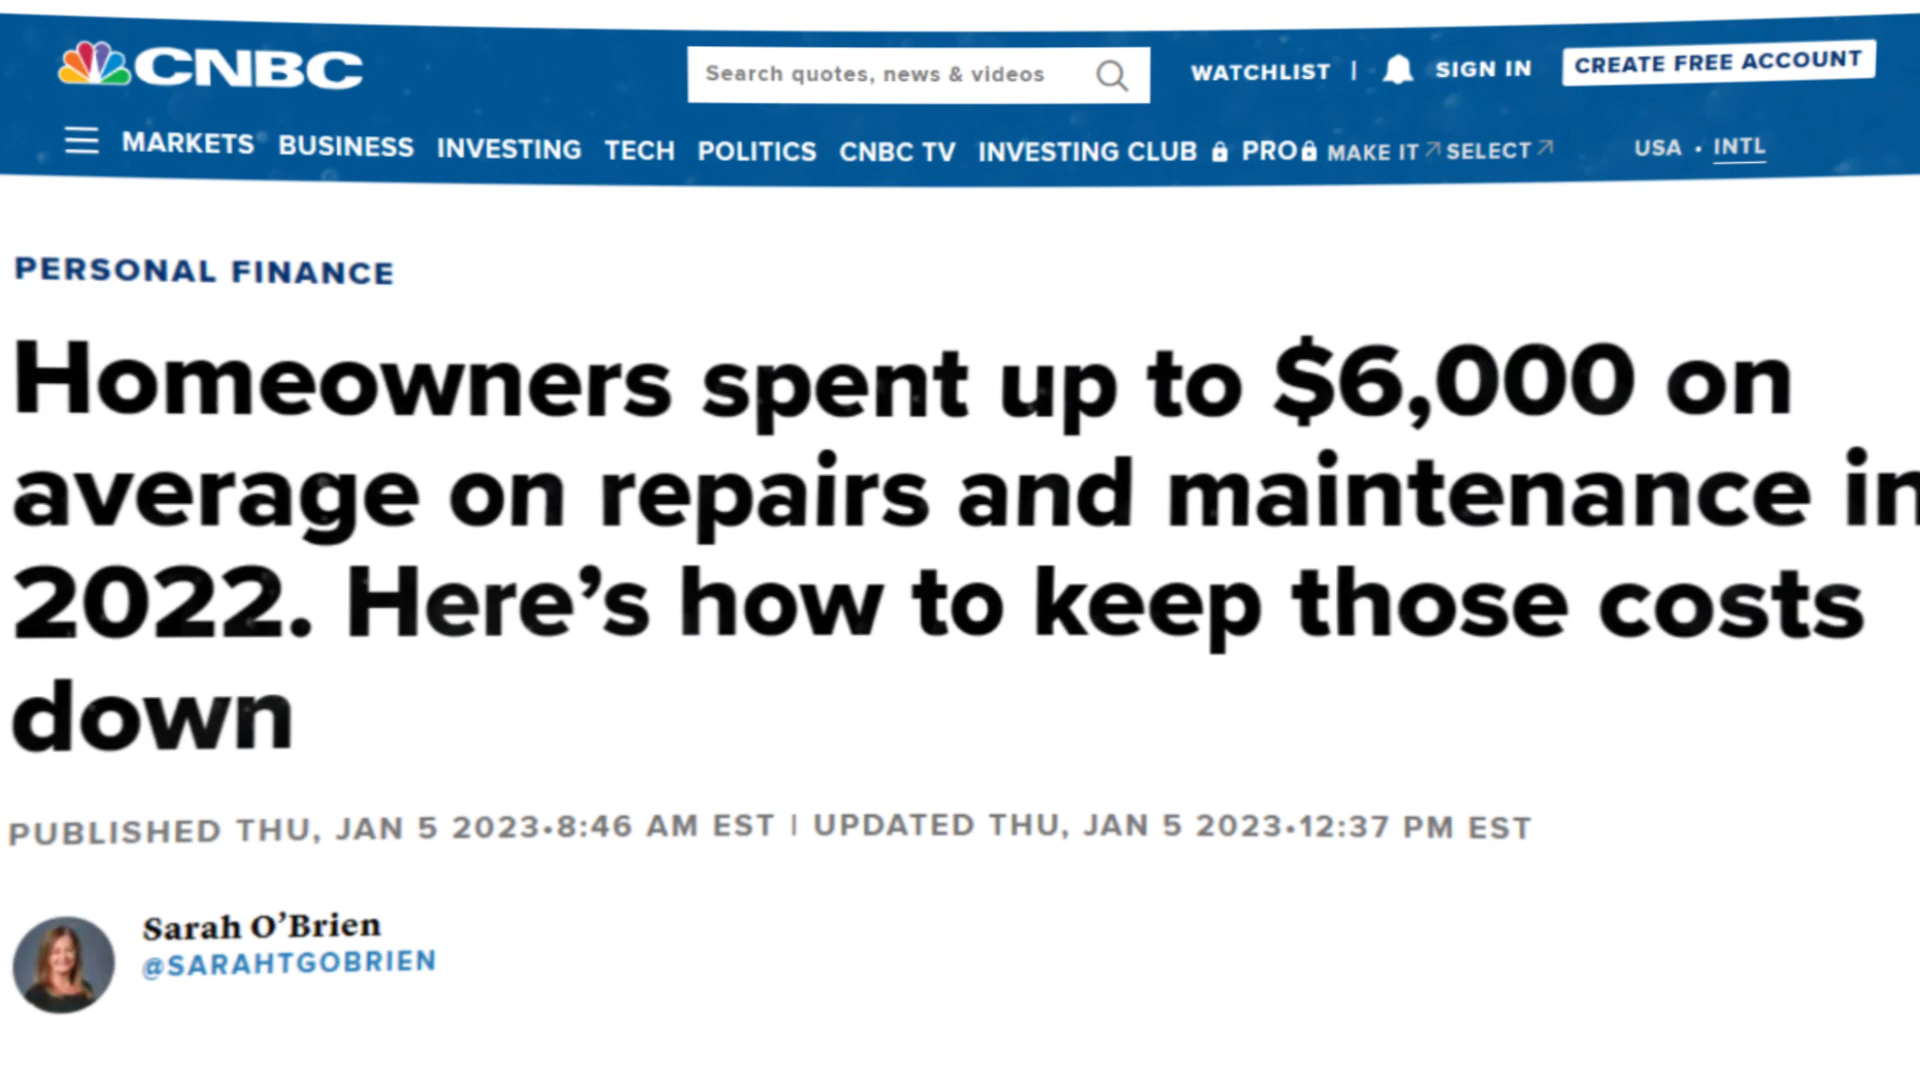 CNBC
Search quotes, news & videos
WATCHLIST | SIGN IN
CREATE FREE ACCOUNT
MARKETS BUSINESS INVESTING TECH POLITICS CNBC TV INVESTING CLUB PRO MAKE IT SELECT USA • INTL
PERSONAL FINANCE
Homeowners spent up to $6,000 on
average on repairs and maintenance in
2022. Here’s how to keep those costs
down
PUBLISHED THU, JAN 5 2023•8:46 AM EST | UPDATED THU, JAN 5 2023•12:37 PM EST
Sarah O’Brien
@SARAHTGOBRIEN